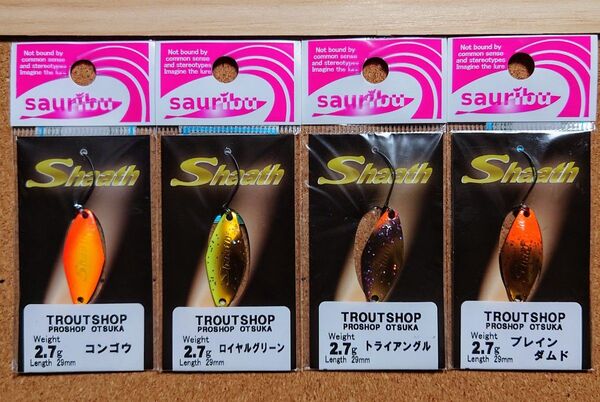 Not bound by
common sense
and stereotypes
Imagine the lure.
sauribu
Shaath
TROUTSHOP
PROSHOP OTSUKA
Weight
2.7g コンゴウ
Length 29mm
Not bound by
common sense
and stereotypes
Imagine the lure.
sauribu
Shaath
TROUTSHOP
PROSHOP OTSUKA
Weight
2.7g ロイヤルグリーン
Length 29mm
Not bound by
common sense
and stereotypes
Imagine the lure.
sauribu
Shaath
TROUTSHOP
PROSHOP OTSUKA
Weight
2.7g トライアングル
Length 29mm
Not bound by
common sense
and stereotypes
Imagine the lure.
sauribu
Shaath
TROUTSHOP
PROSHOP OTSUKA
Weight
2.7g ブレイン
ダムド
Length 29mm